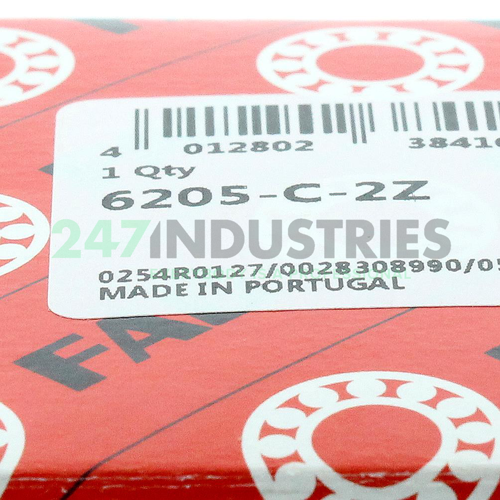 4 012802 38416
1 Qty
6205-C-2Z
247INDUSTRIES
0254R0127/0028308990/05
MADE IN PORTUGAL
FA